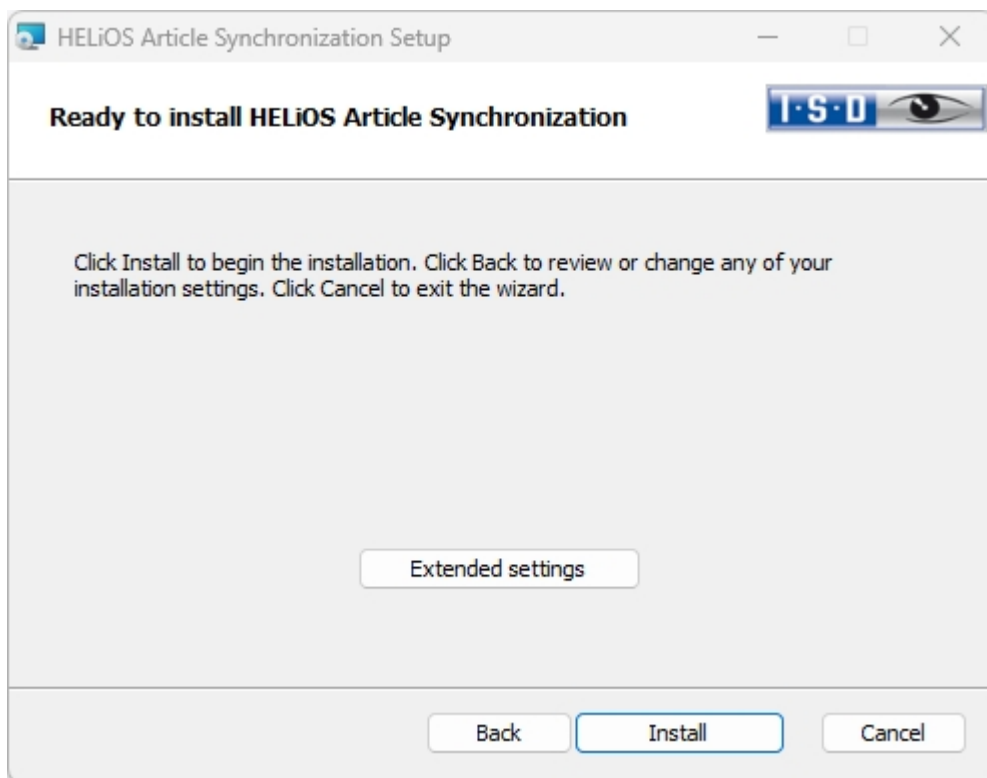 HELiOS Article Synchronization Setup
Ready to install HELiOS Article Synchronization
I·S·D
Click Install to begin the installation. Click Back to review or change any of your
installation settings. Click Cancel to exit the wizard.
Extended settings
Back
Install
Cancel